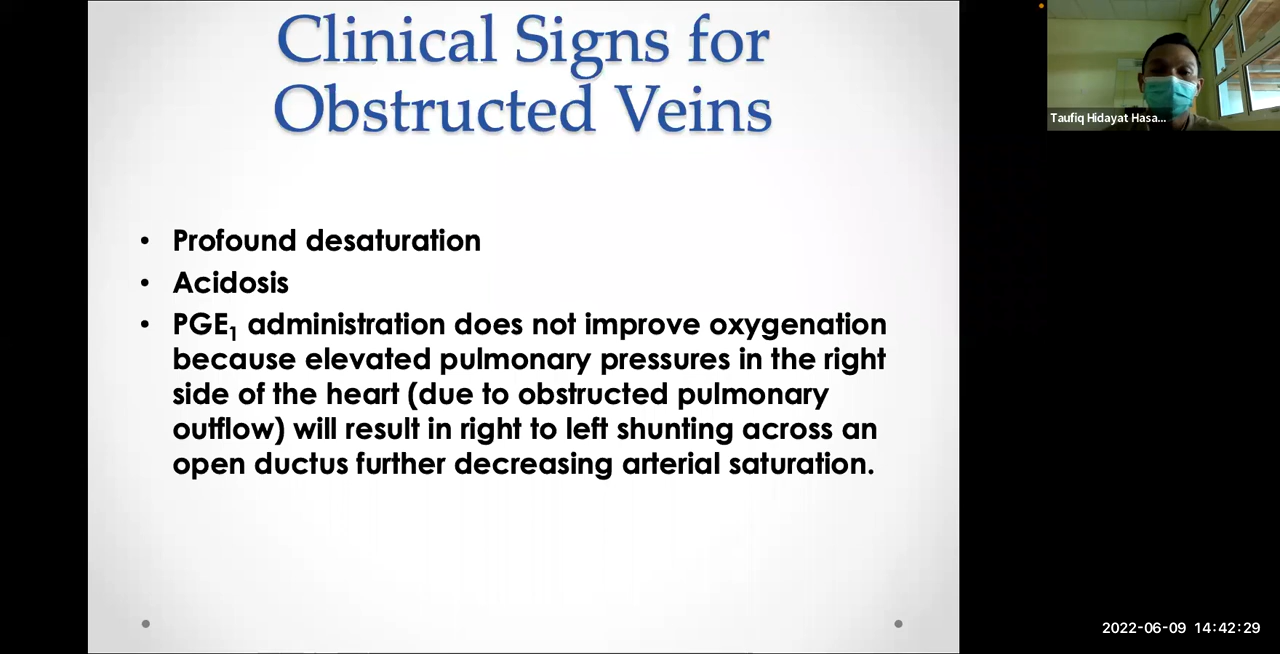 Clinical Signs for
Obstructed Veins
• Profound desaturation
• Acidosis
• PGE₁ administration does not improve oxygenation
because elevated pulmonary pressures in the right
side of the heart (due to obstructed pulmonary
outflow) will result in right to left shunting across an
open ductus further decreasing arterial saturation.
Taufiq Hidayat Hasa...
2022-06-09 14:42:29